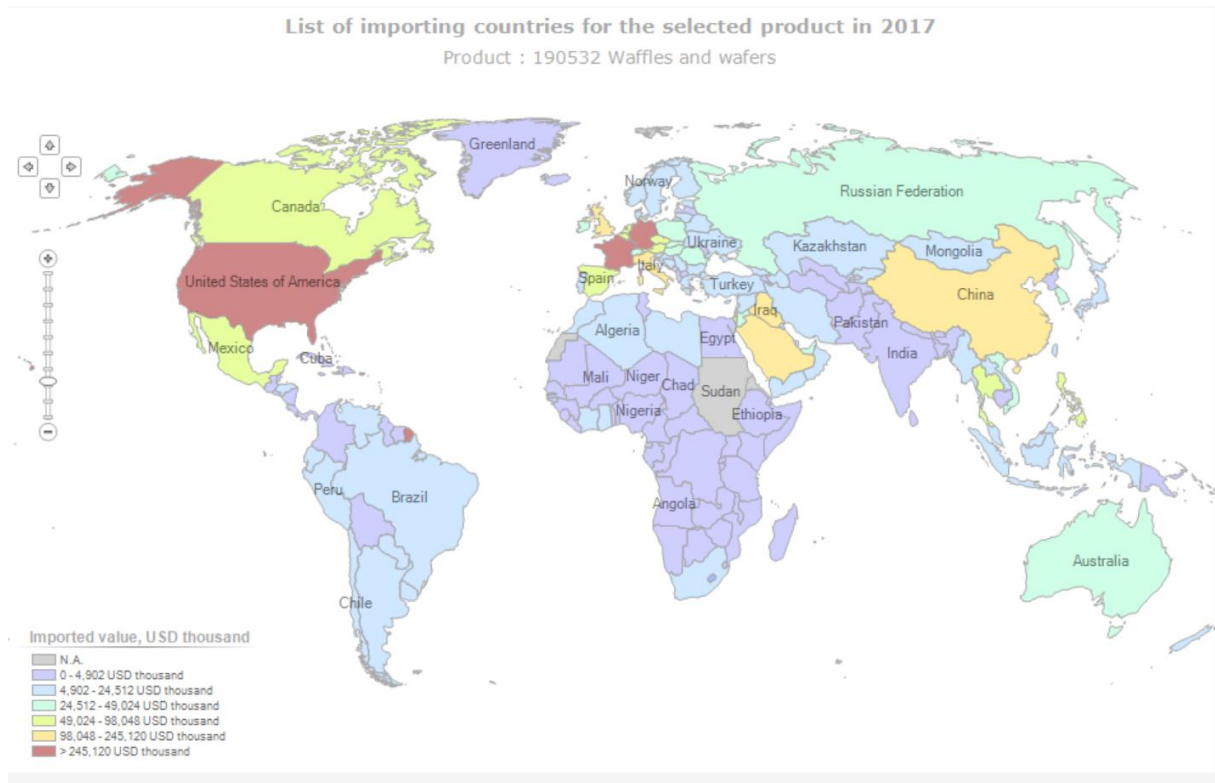 List of importing countries for the selected product in 2017
Product : 190532 Waffles and wafers
Greenland
Norway
Russian Federation
Canada
Ukraine
Kazakhstan
Mongolia
Italy
Spain
United States of America
Turkey
China
Iraq
Algeria
Egypt
Pakistan
Mexico
Cuba
India
Mali
Niger
Chad
Sudan
Nigeria
Ethiopia
Peru
Brazil
Angola
Australia
Chile
Imported value, USD thousand
N.A.
0 - 4,902 USD thousand
4,902 - 24,512 USD thousand
24,512 - 49,024 USD thousand
49,024 - 98,048 USD thousand
98,048 - 245,120 USD thousand
> 245,120 USD thousand